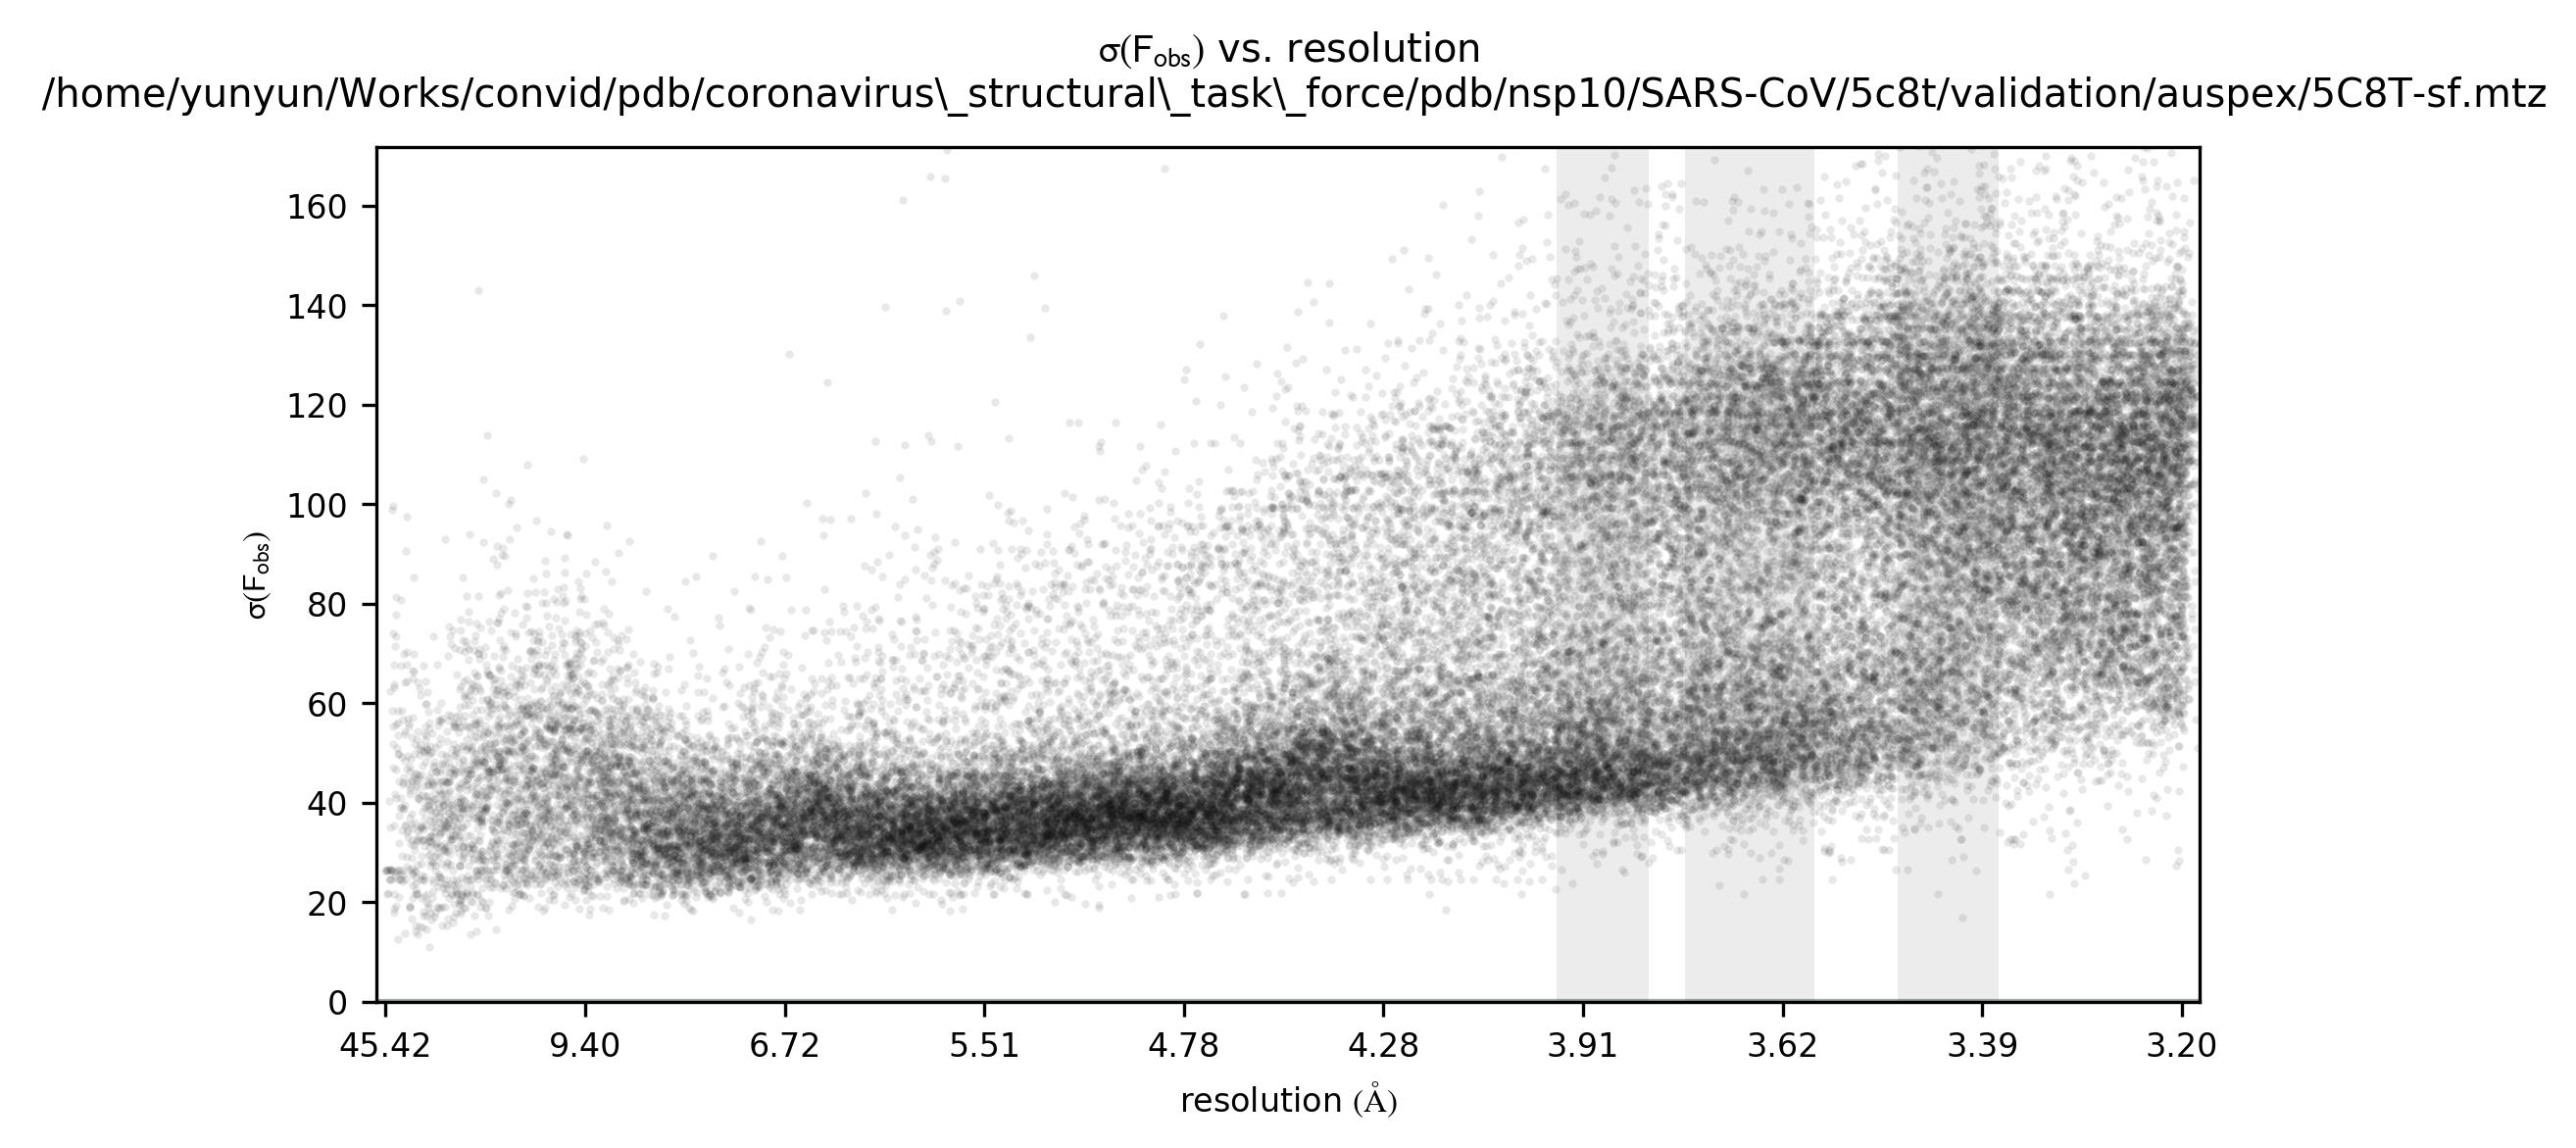 σ(Fobs) vs. resolution
/home/yunyun/Works/convid/pdb/coronavirus\_structural\_task\_force/pdb/nsp10/SARS-CoV/5c8t/validation/auspex/5C8T-sf.mtz
160
140
120
100
80
60
40
20
0
σ(Fobs)
45.42 9.40 6.72 5.51 4.78 4.28 3.91 3.62 3.39 3.20
resolution (Å)